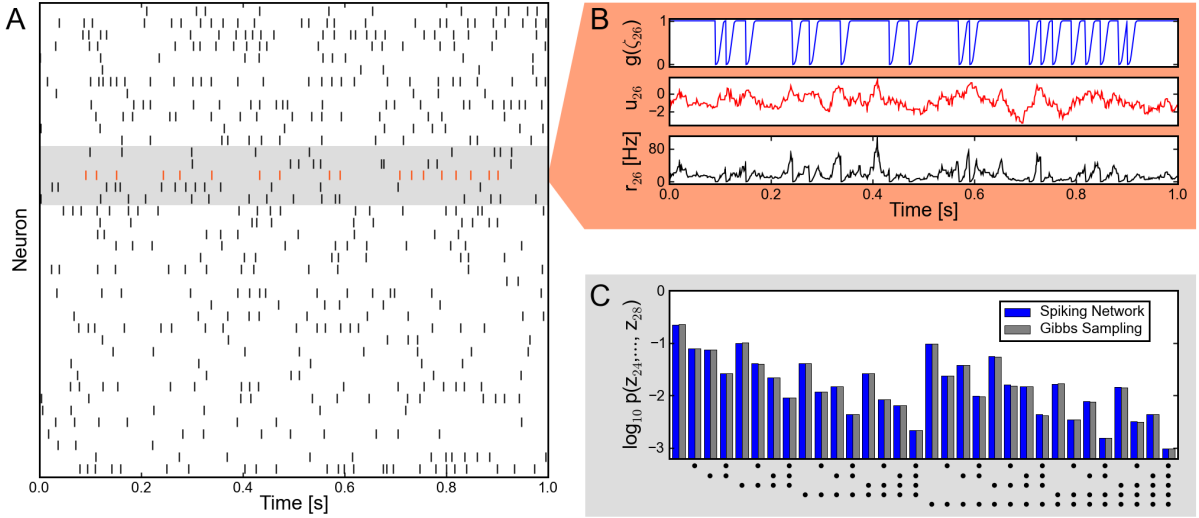 A
Neuron
0.0 0.2 0.4 0.6 0.8 1.0
Time [s]
B
g(ζ26)
1
0
u26
0
−2
r26 [Hz]
80
0
0.0 0.2 0.4 0.6 0.8 1.0
Time [s]
C
log10 p(z24,..., z28)
0
−1
−2
−3
Spiking Network
Gibbs Sampling